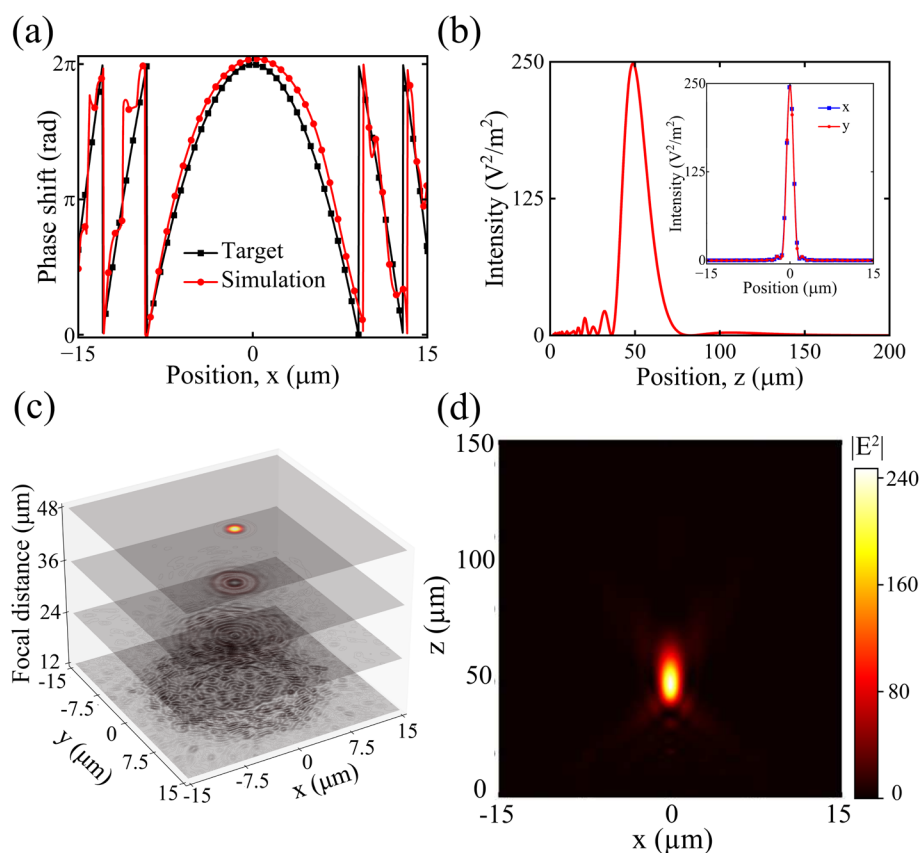 (a)
Phase shift (rad)
2π
π
0
Target
Simulation
−15
0
15
Position, x (μm)
(b)
Intensity (V²/m²)
250
125
0
0
50
100
150
200
Position, z (μm)
Intensity (V²/m²)
250
125
0
x
y
−15
0
15
Position (μm)
(c)
Focal distance (μm)
48
36
24
12
-15
-7.5
0
7.5
15
y (μm)
-15
-7.5
0
7.5
15
x (μm)
(d)
z (μm)
150
100
50
0
-15
0
15
x (μm)
|E²|
240
160
80
0